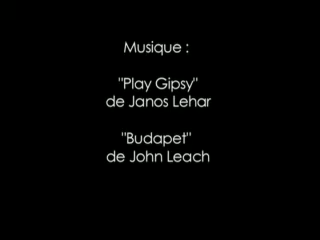 Musique :
"Play Gipsy"
de Janos Lehar
"Budapet"
de John Leach